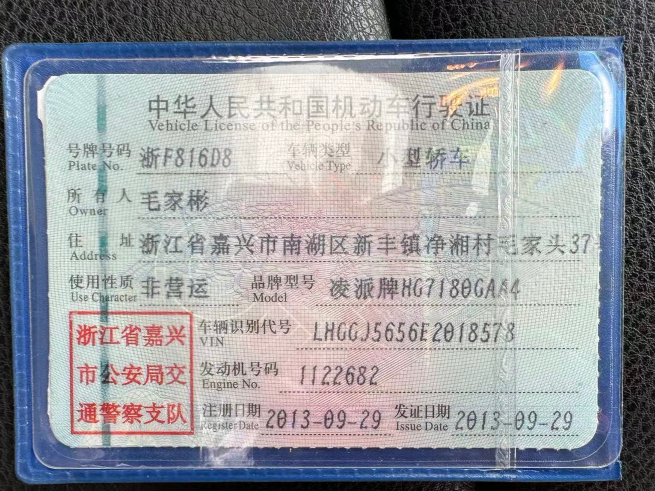 中华人民共和国机动车行驶证
Vehicle License of the People's Republic of China
号牌号码 浙F816D8 车辆类型 小型轿车
Plate No. Vehicle Type
所有人 毛家彬
Owner
住址 浙江省嘉兴市南湖区新丰镇净湘村毛家头37
Address
使用性质 非营运 品牌型号 凌派牌HG7180GAA4
Use Character Model
浙江省嘉兴 车辆识别代号 LHGGJ5656E2018578
VIN
市公安局交 发动机号码 1122682
Engine No.
通警察支队 注册日期 2013-09-29 发证日期 2013-09-29
Register Date Issue Date